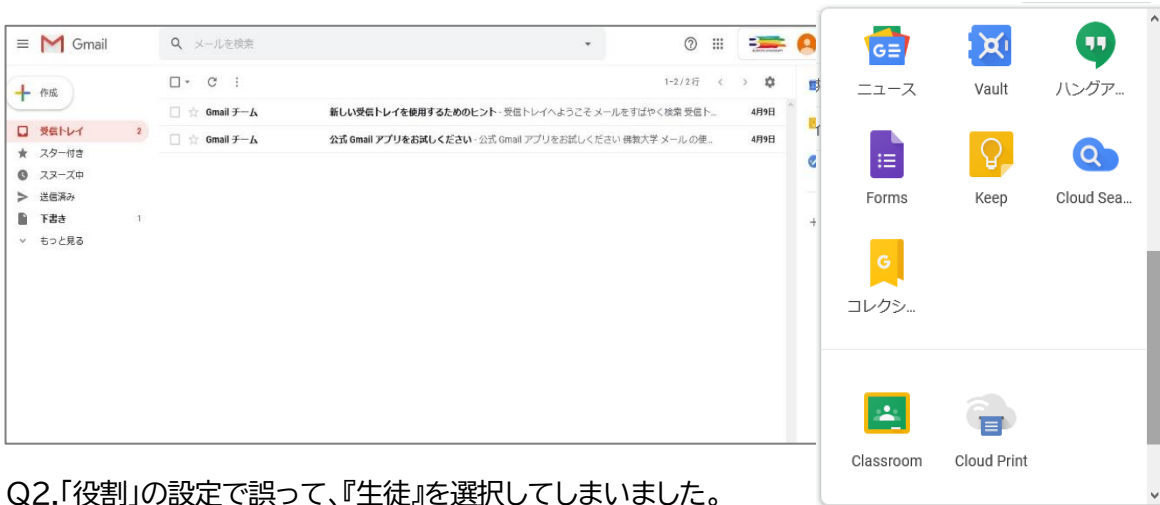 Gmail
メールを検索
作成
1-2/2行
受信トレイ 2
Gmail チーム 新しい受信トレイを使用するためのヒント - 受信トレイへようこそ メールをすばやく検索 受信ト... 4月9日
Gmail チーム 公式 Gmail アプリをお試しください - 公式 Gmail アプリをお試しください 佛教大学 メール の便... 4月9日
スター付き
スヌーズ中
送信済み
下書き 1
もっと見る
ニュース Vault ハングア...
Forms Keep Cloud Sea...
コレクシ...
Classroom Cloud Print
Q2.「役割」の設定で誤って、『生徒』を選択してしまいました。